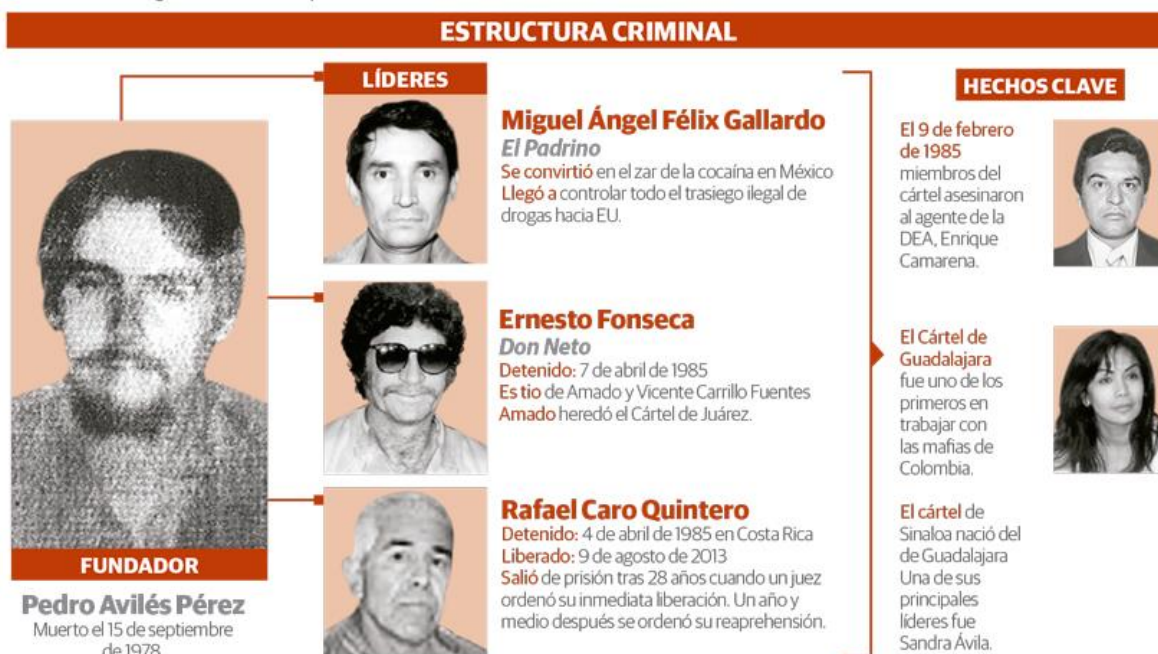 ESTRUCTURA CRIMINAL
FUNDADOR
Pedro Avilés Pérez
Muerto el 15 de septiembre
de 1978
LÍDERES
Miguel Ángel Félix Gallardo
El Padrino
Se convirtió en el zar de la cocaína en México
Llegó a controlar todo el trasiego ilegal de
drogas hacia EU.
Ernesto Fonseca
Don Neto
Detenido: 7 de abril de 1985
Es tio de Amado y Vicente Carrillo Fuentes
Amado heredó el Cártel de Juárez.
Rafael Caro Quintero
Detenido: 4 de abril de 1985 en Costa Rica
Liberado: 9 de agosto de 2013
Salió de prisión tras 28 años cuando un juez
ordenó su inmediata liberación. Un año y
medio después se ordenó su reaprehensión.
HECHOS CLAVE
El 9 de febrero
de 1985
miembros del
cártel asesinaron
al agente de la
DEA, Enrique
Camarena.
El Cártel de
Guadalajara
fue uno de los
primeros en
trabajar con
las mafias de
Colombia.
El cártel de
Sinaloa nació del
de Guadalajara
Una de sus
principales
líderes fue
Sandra Ávila.